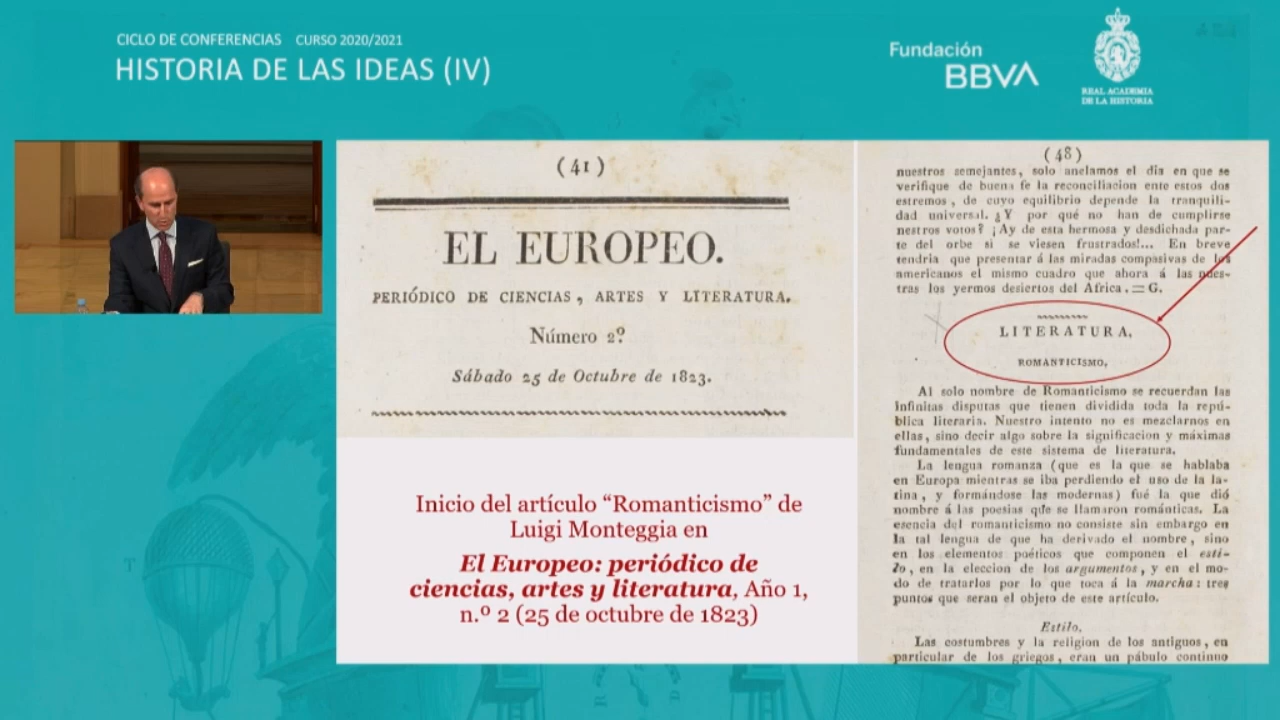 CICLO DE CONFERENCIAS CURSO 2020/2021
HISTORIA DE LAS IDEAS (IV)
Fundación
BBVA
REAL ACADEMIA
DE LA HISTORIA
(41)
EL EUROPEO.
PERIÓDICO DE CIENCIAS, ARTES Y LITERATURA.
Número 2º
Sábado 25 de Octubre de 1823.
Inicio del artículo “Romanticismo” de
Luigi Monteggia en
El Europeo: periódico de
ciencias, artes y literatura, Año 1,
n.º 2 (25 de octubre de 1823)
(48)
nuestros semejantes, solo anelamos el dia en que se
verifique de buena fe la reconciliacion ente estos dos
estremos, de cuyo equilibrio depende la tranquili-
dad universal. ¿Y por qué no han de cumplirse
nestros votos? ¡Ay de esta hermosa y desdichada par-
te del orbe si se viesen frustrados!... En breve
tendria que presentar á las miradas compasivas de los
americanos el mismo cuadro que ahora á las nues-
tras los yermos desiertos del Africa.=G.
LITERATURA.
ROMANTICISMO.
Al solo nombre de Romanticismo se recuerdan las
infinitas disputas que tienen dividida toda la repú-
blica literaria. Nuestro intento no es mezclarnos en
ellas, sino decir algo sobre la significacion y máximas
fundamentales de este sistema de literatura.
La lengua romanza (que es la que se hablaba
en Europa mientras se iba perdiendo el uso de la la-
tina, y formándose las modernas) fué la que dió
nombre á las poesias que se llamaron románticas. La
esencia del romanticismo no consiste sin embargo en
la tal lengua de que ha derivado el nombre, sino
en los elementos poéticos que componen el esti-
lo, en la eleccion de los argumentos, y en el mo-
do de tratarlos por lo que toca á la marcha: tres
puntos que seran el objeto de este artículo.
Estilo.
Las costumbres y la religion de los antiguos, en
particular de los griegos, eran un pábulo continuo